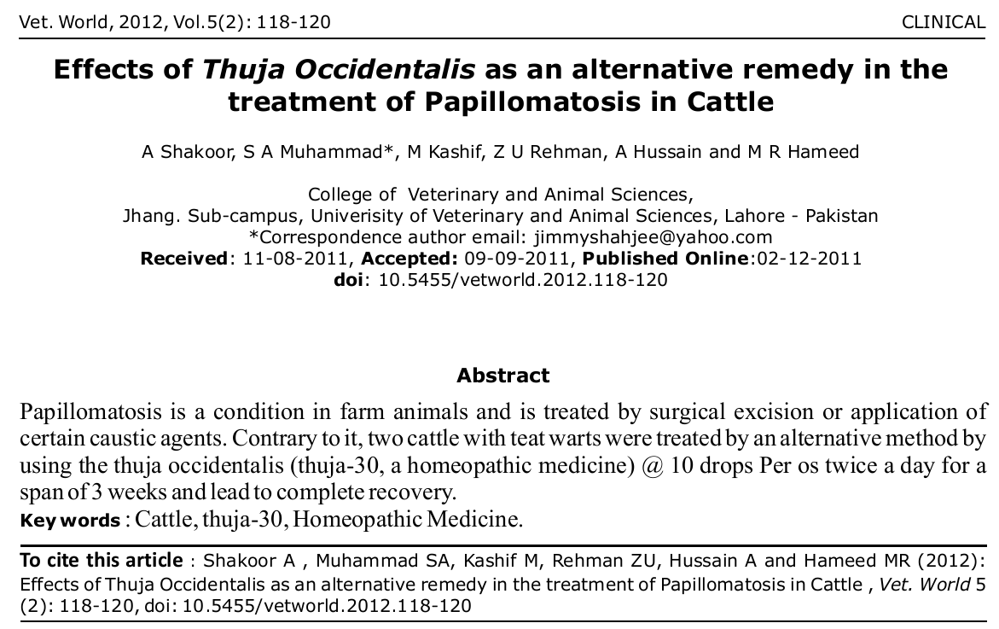 Vet. World, 2012, Vol.5(2): 118-120 CLINICAL
Effects of Thuja Occidentalis as an alternative remedy in the
treatment of Papillomatosis in Cattle
A Shakoor, S A Muhammad*, M Kashif, Z U Rehman, A Hussain and M R Hameed
College of Veterinary and Animal Sciences,
Jhang. Sub-campus, Univerisity of Veterinary and Animal Sciences, Lahore - Pakistan
*Correspondence author email: jimmyshahjee@yahoo.com
Received: 11-08-2011, Accepted: 09-09-2011, Published Online:02-12-2011
doi: 10.5455/vetworld.2012.118-120
Abstract
Papillomatosis is a condition in farm animals and is treated by surgical excision or application of
certain caustic agents. Contrary to it, two cattle with teat warts were treated by an alternative method by
using the thuja occidentalis (thuja-30, a homeopathic medicine) @ 10 drops Per os twice a day for a
span of 3 weeks and lead to complete recovery.
Key words : Cattle, thuja-30, Homeopathic Medicine.
To cite this article : Shakoor A , Muhammad SA, Kashif M, Rehman ZU, Hussain A and Hameed MR (2012):
Effects of Thuja Occidentalis as an alternative remedy in the treatment of Papillomatosis in Cattle , Vet. World 5
(2): 118-120, doi: 10.5455/vetworld.2012.118-120